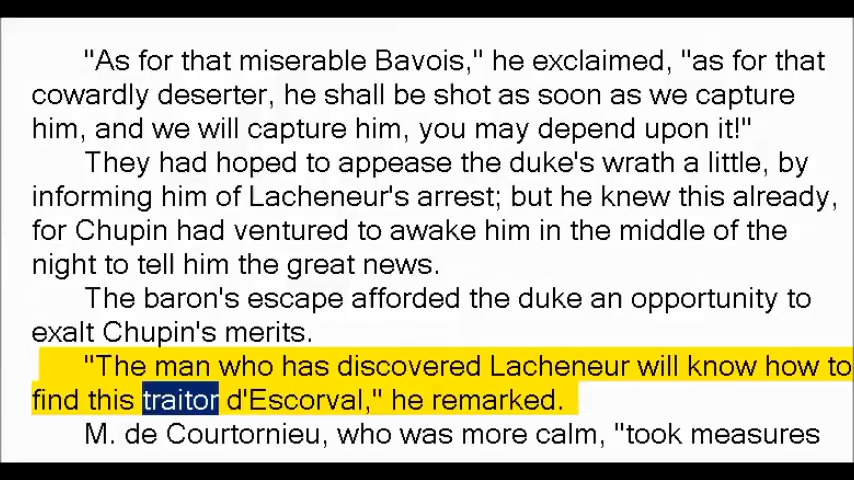 "As for that miserable Bavois," he exclaimed, "as for that
cowardly deserter, he shall be shot as soon as we capture
him, and we will capture him, you may depend upon it!"
They had hoped to appease the duke's wrath a little, by
informing him of Lacheneur's arrest; but he knew this already,
for Chupin had ventured to awake him in the middle of the
night to tell him the great news.
The baron's escape afforded the duke an opportunity to
exalt Chupin's merits.
"The man who has discovered Lacheneur will know how to
find this traitor d'Escorval," he remarked.
M. de Courtornieu, who was more calm, "took measures